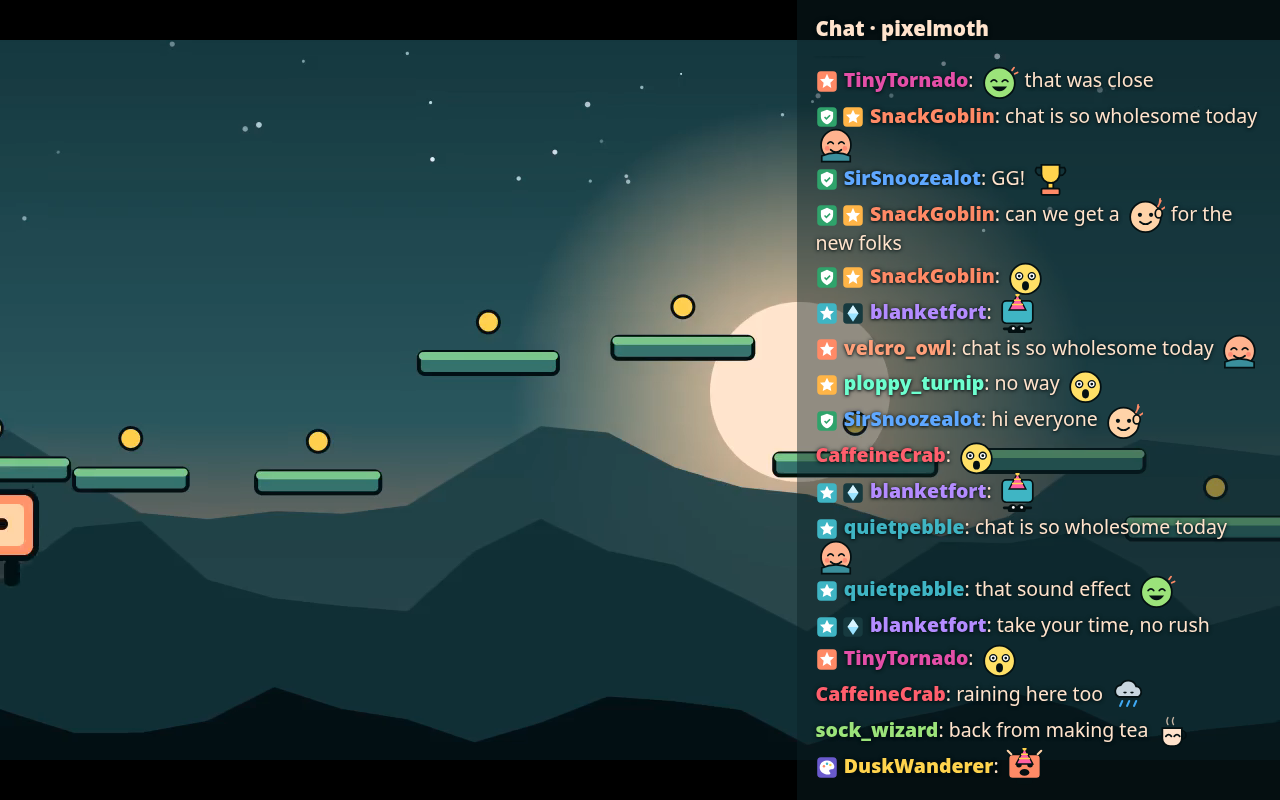 Chat · pixelmoth
TinyTornado: that was close
SnackGoblin: chat is so wholesome today
SirSnoozealot: GG!
SnackGoblin: can we get a for the
new folks
SnackGoblin:
blanketfort:
velcro_owl: chat is so wholesome today
ploppy_turnip: no way
SirSnoozealot: hi everyone
CaffeineCrab:
blanketfort:
quietpebble: chat is so wholesome today
quietpebble: that sound effect
blanketfort: take your time, no rush
TinyTornado:
CaffeineCrab: raining here too
sock_wizard: back from making tea
DuskWanderer: